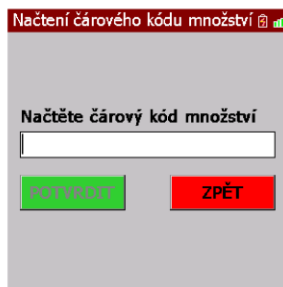 Načtení čárového kódu množství
Načtěte čárový kód množství
POTVRDIT
ZPĚT